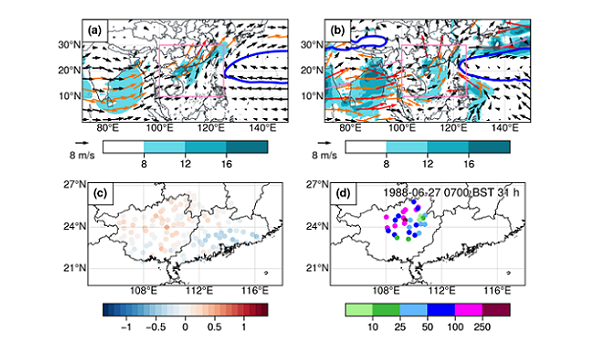 (a)
(b)
30°N
20°N
10°N
80°E 100°E 120°E 140°E
30°N
20°N
10°N
80°E 100°E 120°E 140°E
8 m/s
8 12 16
8 m/s
8 12 16
(c)
27°N
24°N
21°N
108°E 112°E 116°E
−1 −0.5 0 0.5 1
(d)
1988-06-27 0700 BST 31 h
27°N
24°N
21°N
108°E 112°E 116°E
10 25 50 100 250